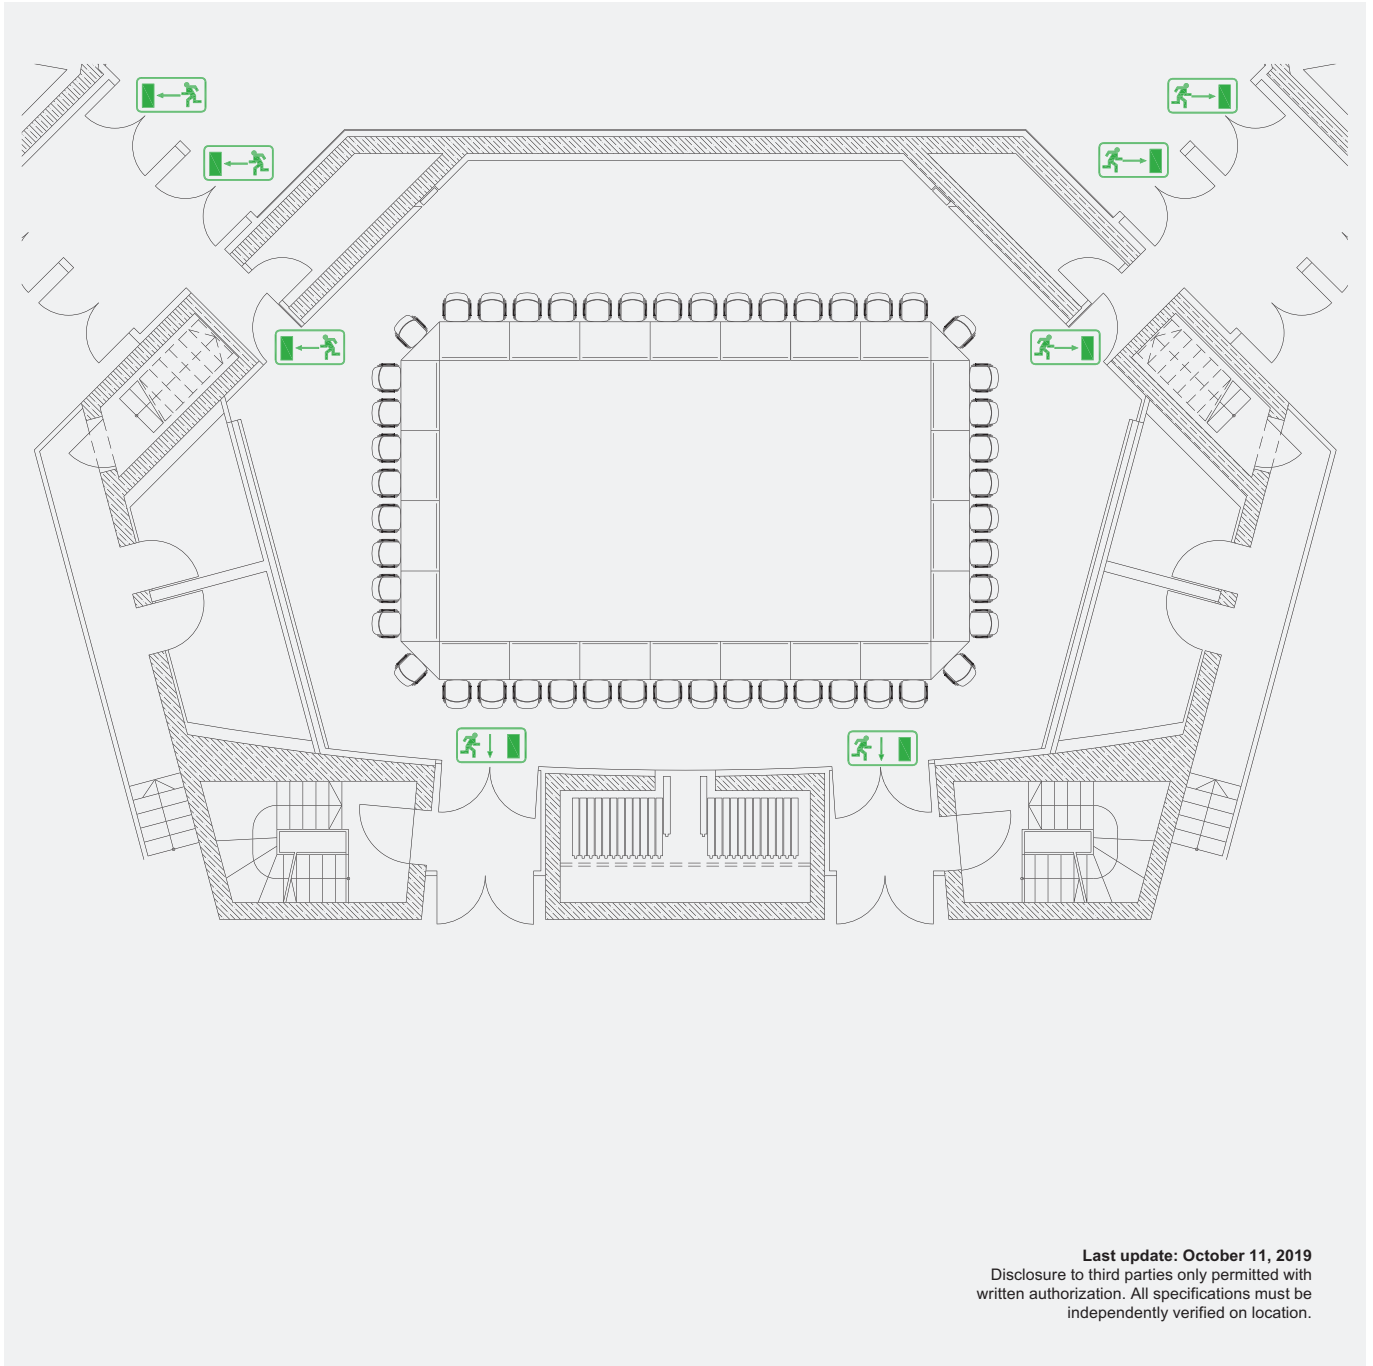 Last update: October 11, 2019
Disclosure to third parties only permitted with
written authorization. All specifications must be
independently verified on location.